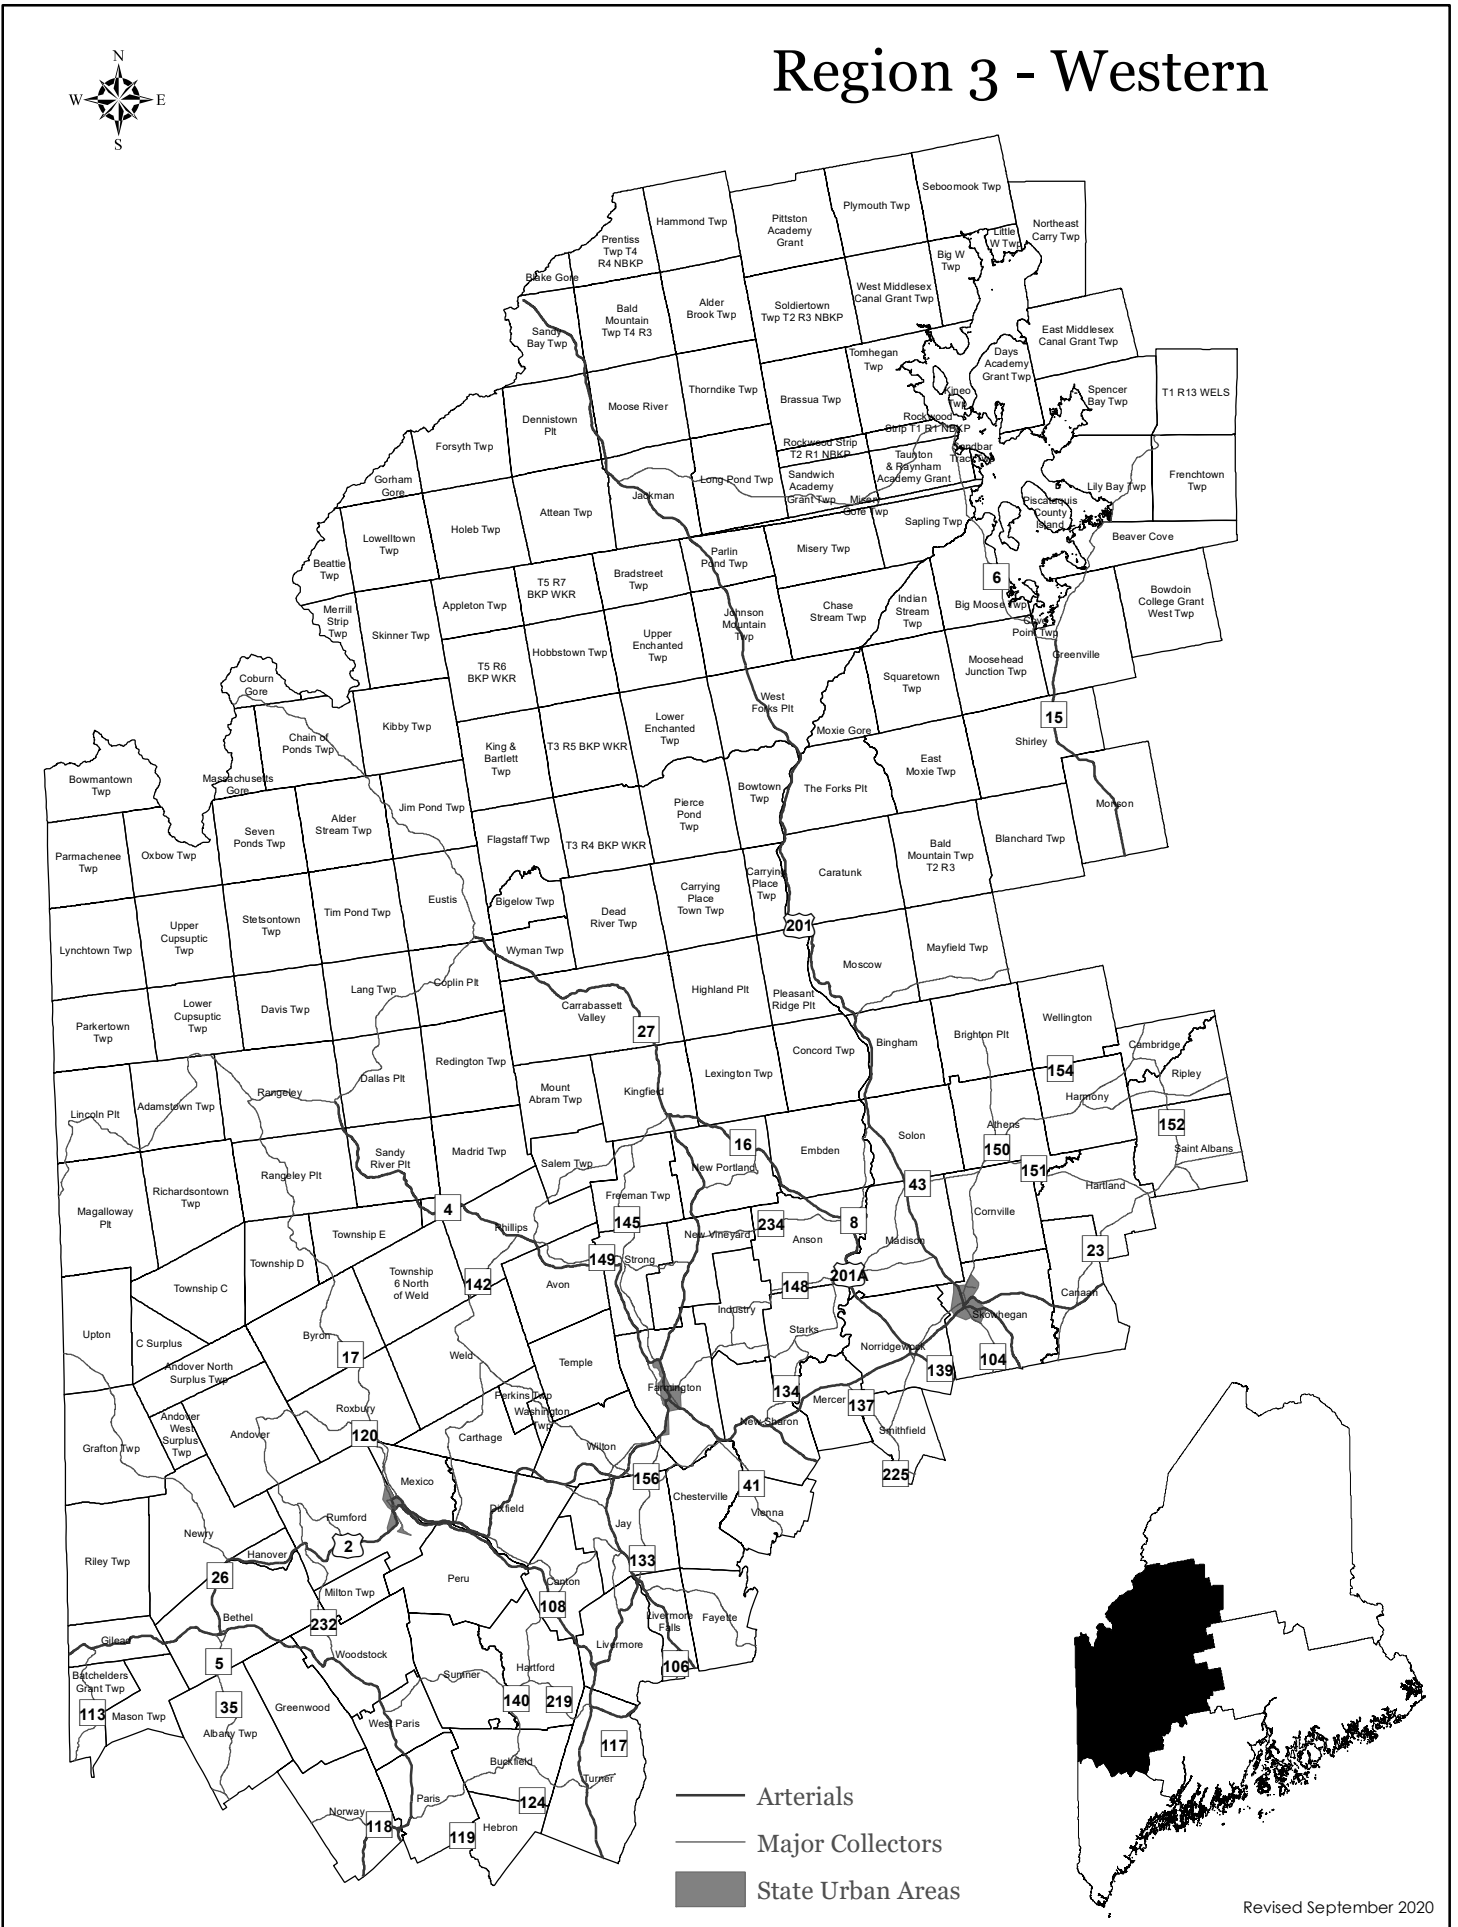 N
W
E
S
Region 3 - Western
Seboomook Twp
Plymouth Twp
Hammond Twp
Pittston
Academy
Grant
Northeast
Carry Twp
Little
W Twp
Prentiss
Twp T4
R4 NBKP
Big W
Twp
Blake Gore
West Middlesex
Canal Grant Twp
Bald
Mountain
Twp T4 R3
Alder
Brook Twp
Soldiertown
Twp T2 R3 NBKP
Sandy
Bay Twp
East Middlesex
Canal Grant Twp
Tomhegan
Twp
Days
Academy
Grant Twp
Thorndike Twp
Brassua Twp
Kineo
Twp
Spencer
Bay Twp
T1 R13 WELS
Moose River
Dennistown
Plt
Rockwood
Strip T1 R1 NBKP
Forsyth Twp
Rockwood Strip
T2 R1 NBKP
Sandbar
Taunton
& Raynham
Academy Grant
Long Pond Twp
Sandwich
Academy
Grant Twp
Gorham
Gore
Jackman
Misery
Gore Twp
Lily Bay Twp
Frenchtown
Twp
Piscataquis
County
Island
Attean Twp
Holeb Twp
Sapling Twp
Beaver Cove
Lowelltown
Twp
Misery Twp
Parlin
Pond Twp
Beattie
Twp
6
T5 R7
BKP WKR
Bradstreet
Twp
Bowdoin
College Grant
West Twp
Appleton Twp
Merrill
Strip
Twp
Skinner Twp
Johnson
Mountain
Twp
Chase
Stream Twp
Indian
Stream
Twp
Big Moose Twp
Cove
Point Twp
Upper
Enchanted
Twp
Hobbstown Twp
Greenville
T5 R6
BKP WKR
Moosehead
Junction Twp
Squaretown
Twp
Coburn
Gore
West
Forks Plt
15
Kibby Twp
Lower
Enchanted
Twp
Moxie Gore
Shirley
Chain of
Ponds Twp
King &
Bartlett
Twp
T3 R5 BKP WKR
East
Moxie Twp
Bowmantown
Twp
Massachusetts
Gore
Bowtown
Twp
The Forks Plt
Jim Pond Twp
Pierce
Pond
Twp
Monson
Alder
Stream Twp
Seven
Ponds Twp
Flagstaff Twp
T3 R4 BKP WKR
Blanchard Twp
Bald
Mountain Twp
T2 R3
Parmachenee
Twp
Oxbow Twp
Carrying
Place
Twp
Caratunk
Eustis
Bigelow Twp
Carrying
Place
Town Twp
Tim Pond Twp
Stetsontown
Twp
Dead
River Twp
201
Upper
Cupsuptic
Twp
Lynchtown Twp
Wyman Twp
Mayfield Twp
Moscow
Coplin Plt
Lang Twp
Highland Plt
Pleasant
Ridge Plt
Davis Twp
Lower
Cupsuptic
Twp
Carrabassett
Valley
Wellington
Parkertown
Twp
27
Brighton Plt
Bingham
Cambridge
Concord Twp
Redington Twp
154
Ripley
Lexington Twp
Dallas Plt
Rangeley
Mount
Abram Twp
Kingfield
Harmony
Adamstown Twp
Lincoln Plt
152
Athens
Solon
16
150
Embden
Madrid Twp
Saint Albans
Sandy
River Plt
Salem Twp
New Portland
151
Rangeley Plt
43
Hartland
Richardsontown
Twp
Freeman Twp
Magalloway
Plt
4
Cornville
Phillips
145
234
8
Township E
New Vineyard
Anson
Madison
23
149
Strong
Township D
Township
6 North
of Weld
142
Avon
201A
148
Township C
Canaan
Industry
Skowhegan
Starks
Upton
Byron
C Surplus
Norridgewock
17
Weld
Temple
104
139
Andover North
Surplus Twp
Farmington
134
Perkins Twp
Mercer
137
Roxbury
Washington
Twp
Andover
West
Surplus
Twp
New Sharon
Smithfield
120
Andover
Carthage
Grafton Twp
Wilton
225
156
Mexico
41
Chesterville
Dixfield
Vienna
Rumford
Jay
Newry
2
Hanover
133
Riley Twp
26
Peru
Canton
Milton Twp
108
Bethel
232
Livermore
Falls
Fayette
Gilead
Livermore
Woodstock
5
106
Batchelders
Grant Twp
Sumner
Hartford
140
219
113
Mason Twp
35
Greenwood
Albany Twp
West Paris
117
Buckfield
Turner
Arterials
Paris
124
Norway
118
119
Hebron
Major Collectors
State Urban Areas
Revised September 2020